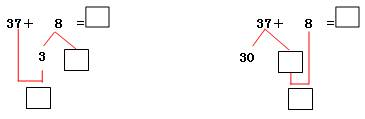 37+ 8 =
3
37+ 8 =
30